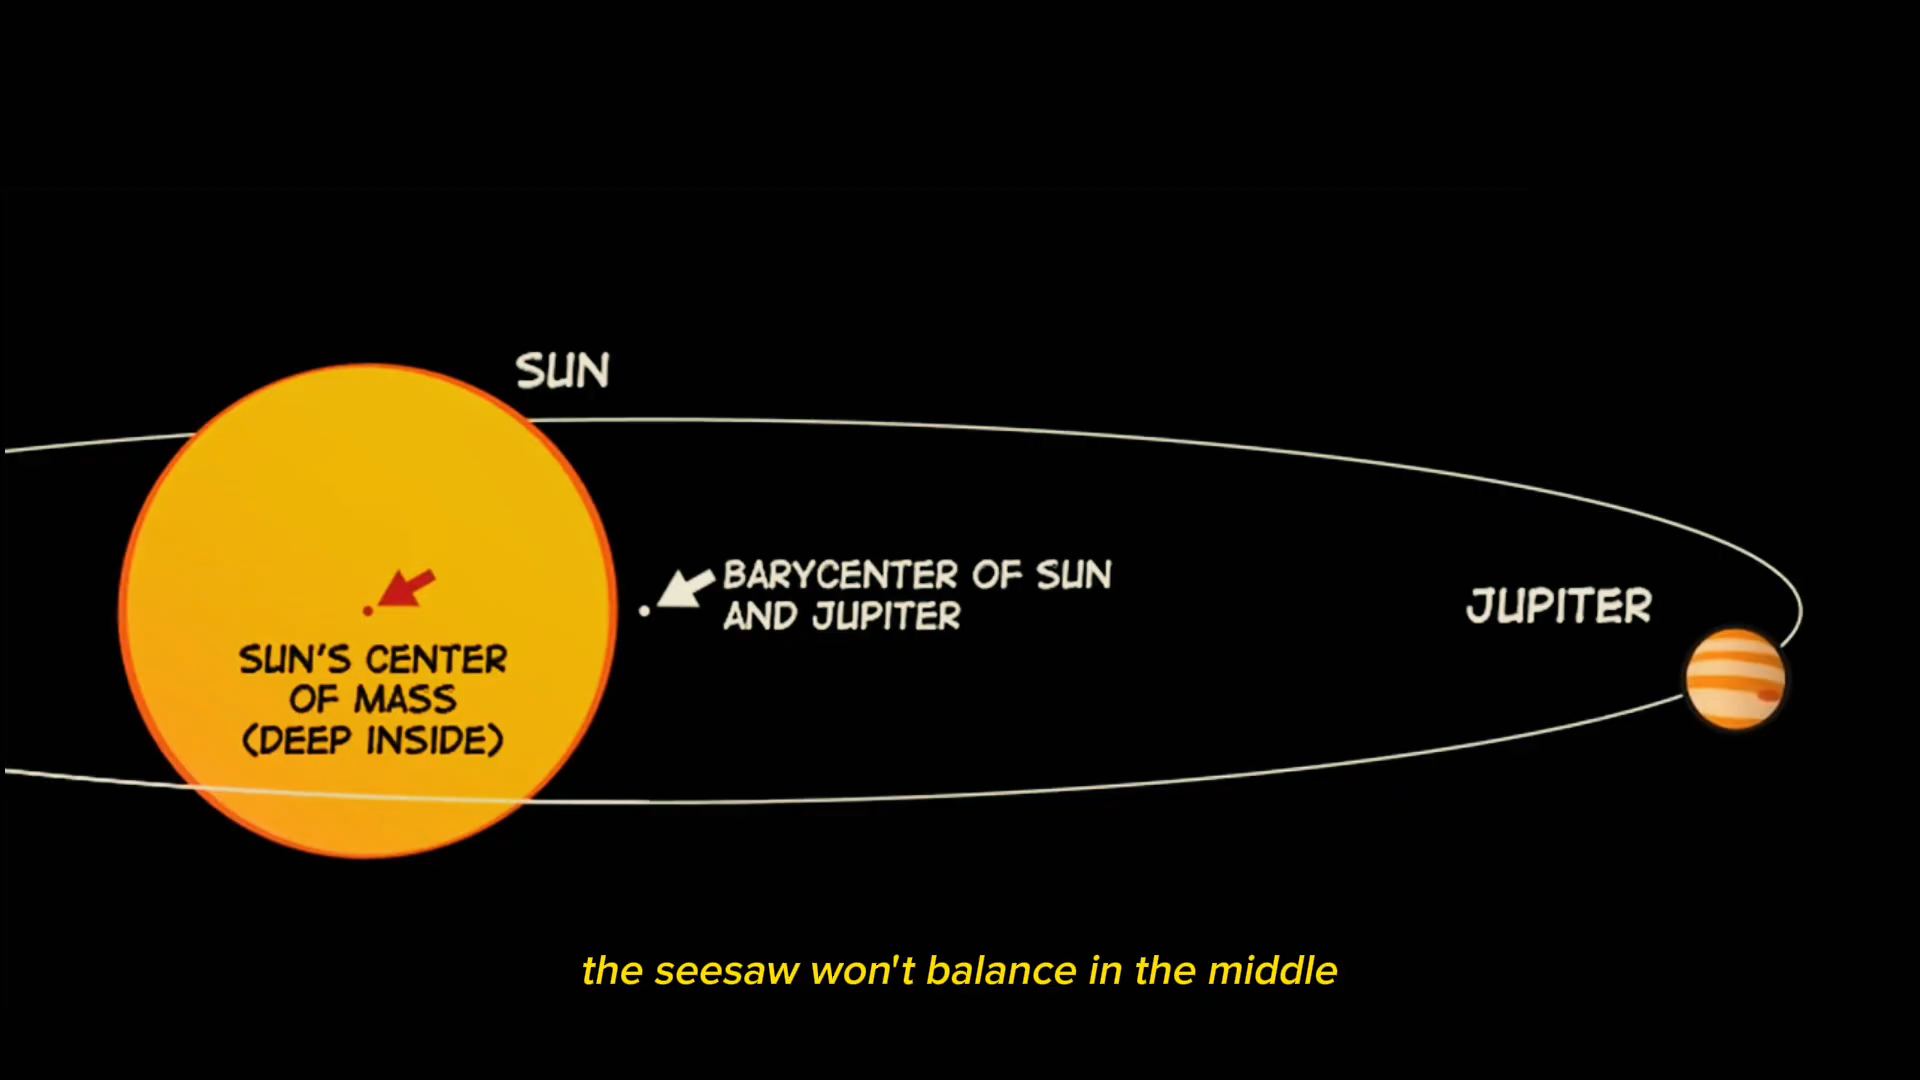 SUN
BARYCENTER OF SUN
AND JUPITER
JUPITER
SUN'S CENTER
OF MASS
(DEEP INSIDE)
the seesaw won't balance in the middle